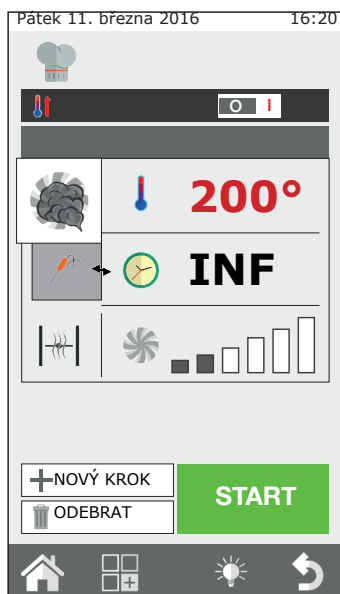 Pátek 11. března 2016 16:20
O I
200°
INF
NOVÝ KROK
START
ODEBRAT